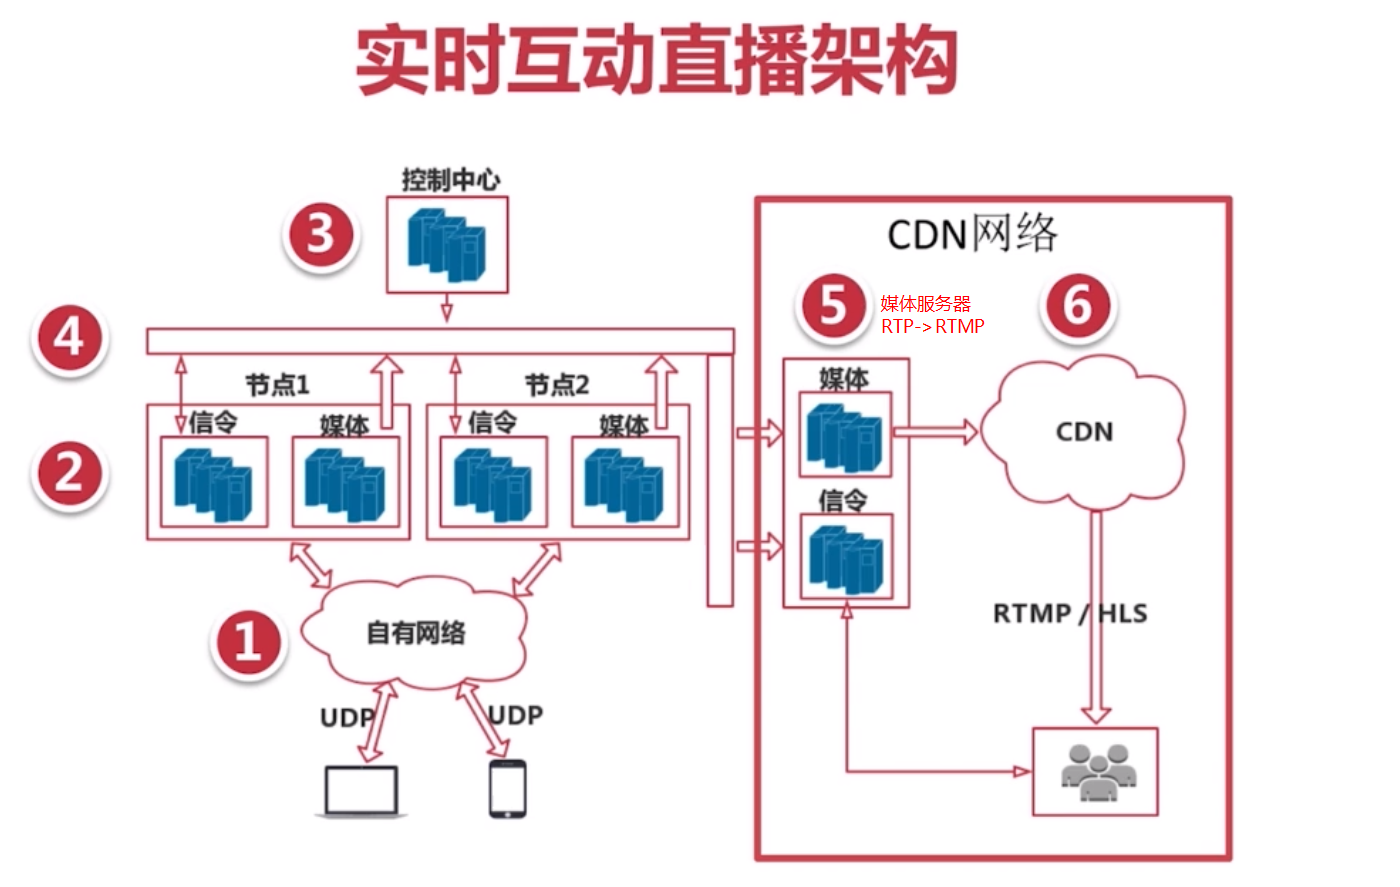 实时互动直播架构
控制中心
3
CDN网络
5
媒体服务器
RTP->RTMP
6
4
节点1
节点2
信令
媒体
信令
媒体
媒体
CDN
2
信令
1
自有网络
RTMP / HLS
UDP
UDP